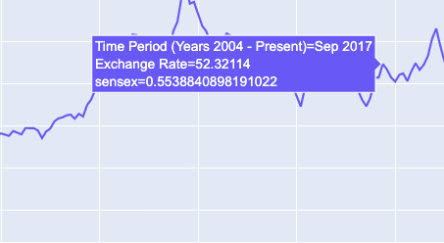 Time Period (Years 2004 - Present)=Sep 2017
Exchange Rate=52.32114
sensex=0.5538840898191022